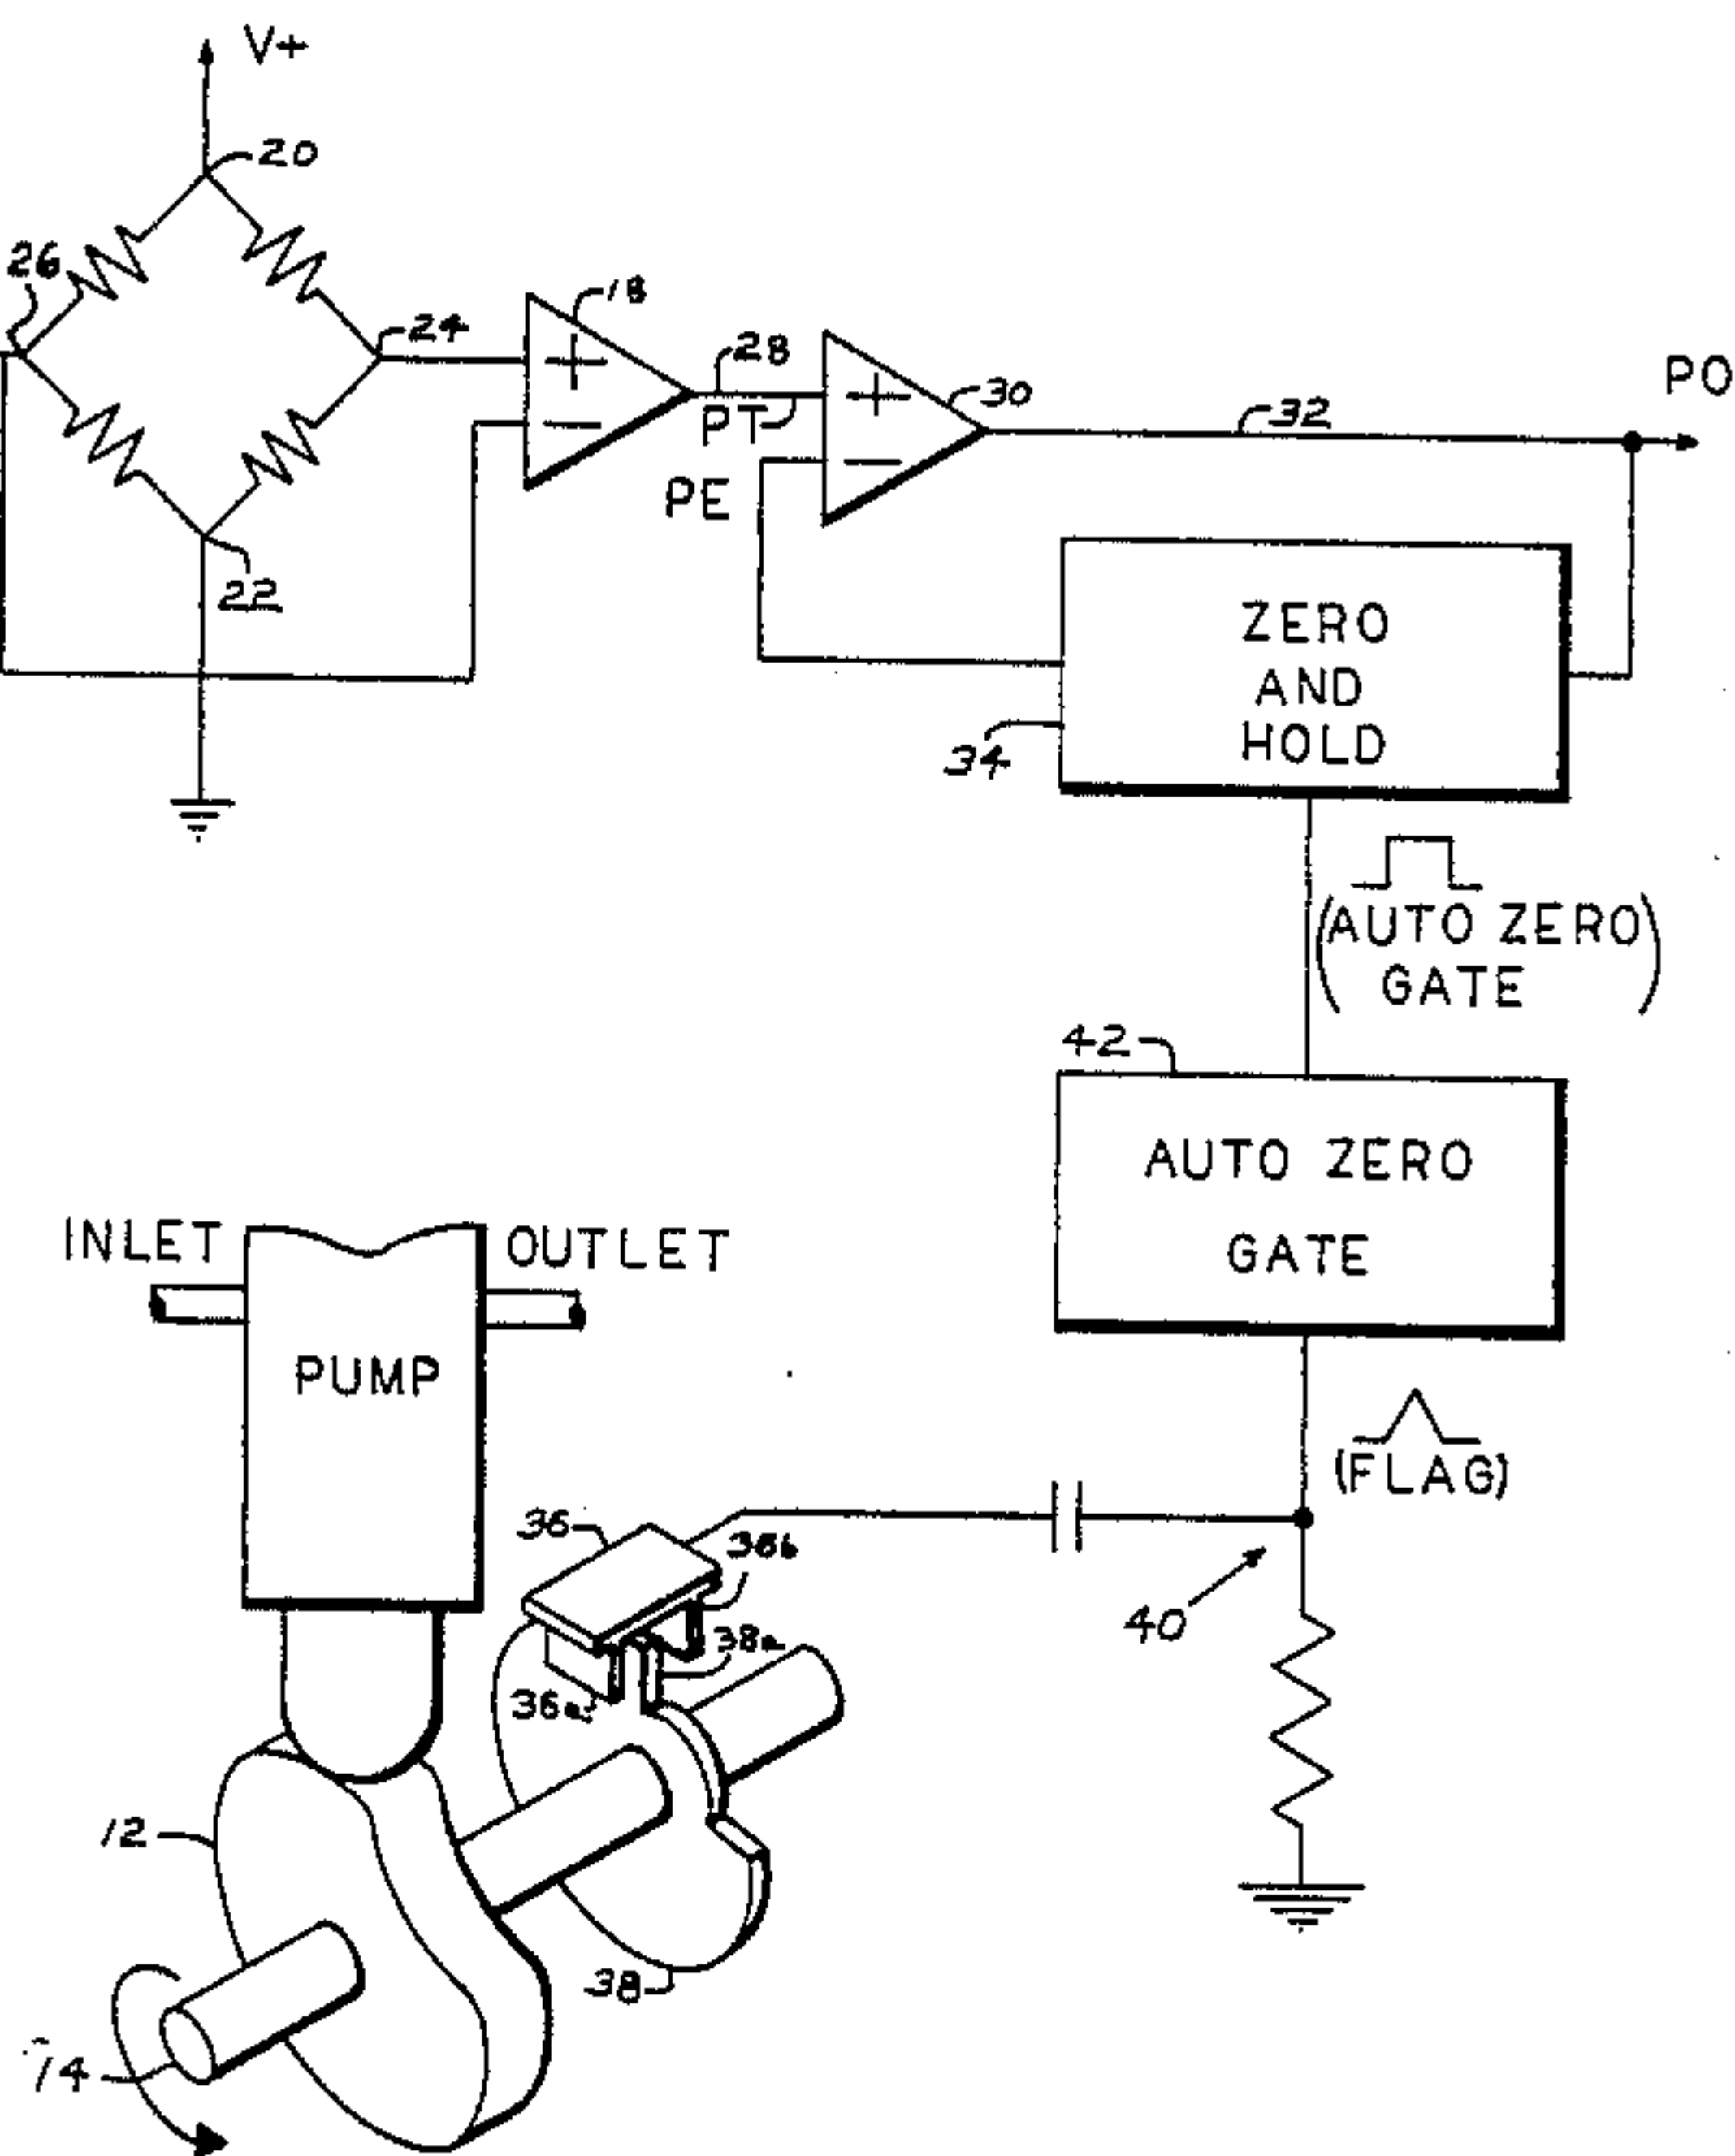 V+
20
26
24
18
28
30
32
PO
PT
PE
22
ZERO
AND
HOLD
34
(AUTO ZERO)
GATE
42
AUTO ZERO
GATE
INLET
OUTLET
PUMP
(FLAG)
36
36b
38a
36a
40
12
38
14